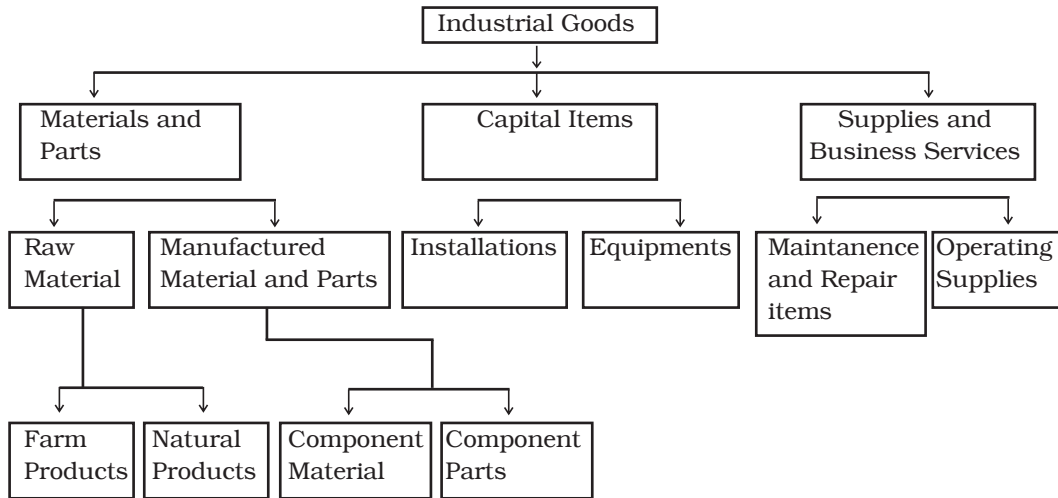 Industrial Goods
Materials and
Parts
Capital Items
Supplies and
Business Services
Raw
Material
Manufactured
Material and Parts
Installations
Equipments
Maintanence
and Repair
items
Operating
Supplies
Farm
Products
Natural
Products
Component
Material
Component
Parts